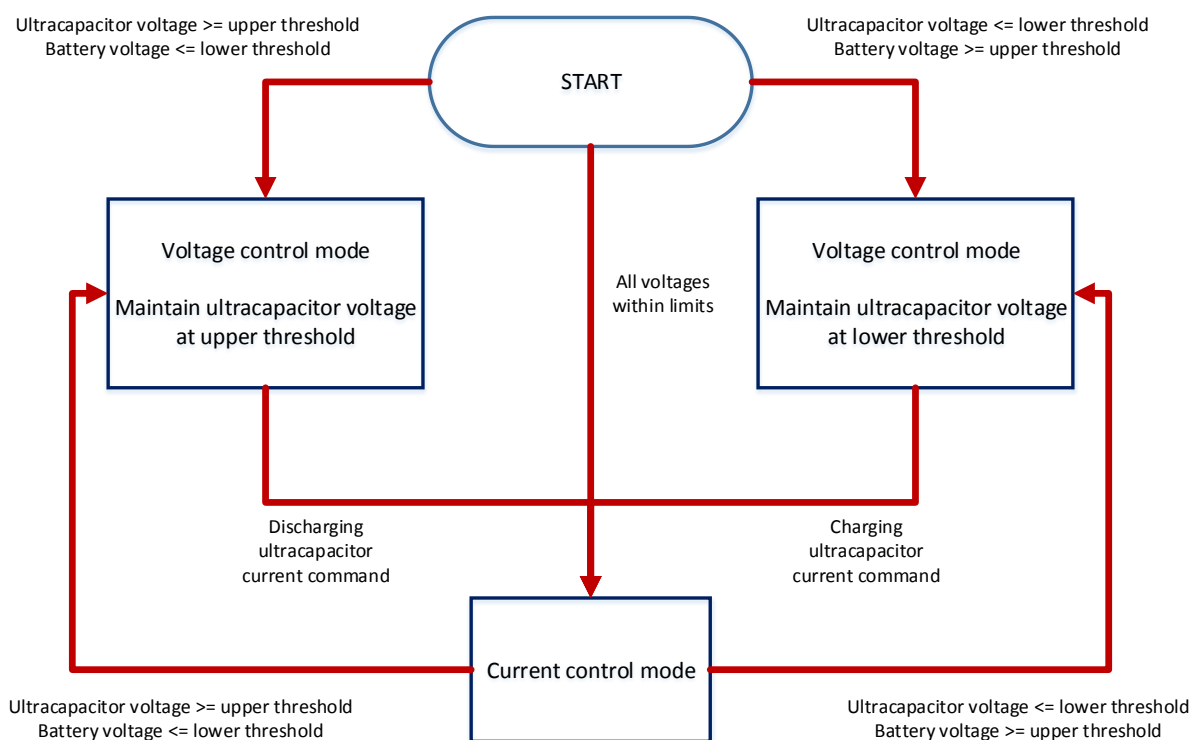 Ultracapacitor voltage >= upper threshold
Battery voltage <= lower threshold
Ultracapacitor voltage <= lower threshold
Battery voltage >= upper threshold
START
Voltage control mode
Maintain ultracapacitor voltage
at upper threshold
All voltages
within limits
Voltage control mode
Maintain ultracapacitor voltage
at lower threshold
Discharging
ultracapacitor
current command
Charging
ultracapacitor
current command
Current control mode
Ultracapacitor voltage >= upper threshold
Battery voltage <= lower threshold
Ultracapacitor voltage <= lower threshold
Battery voltage >= upper threshold